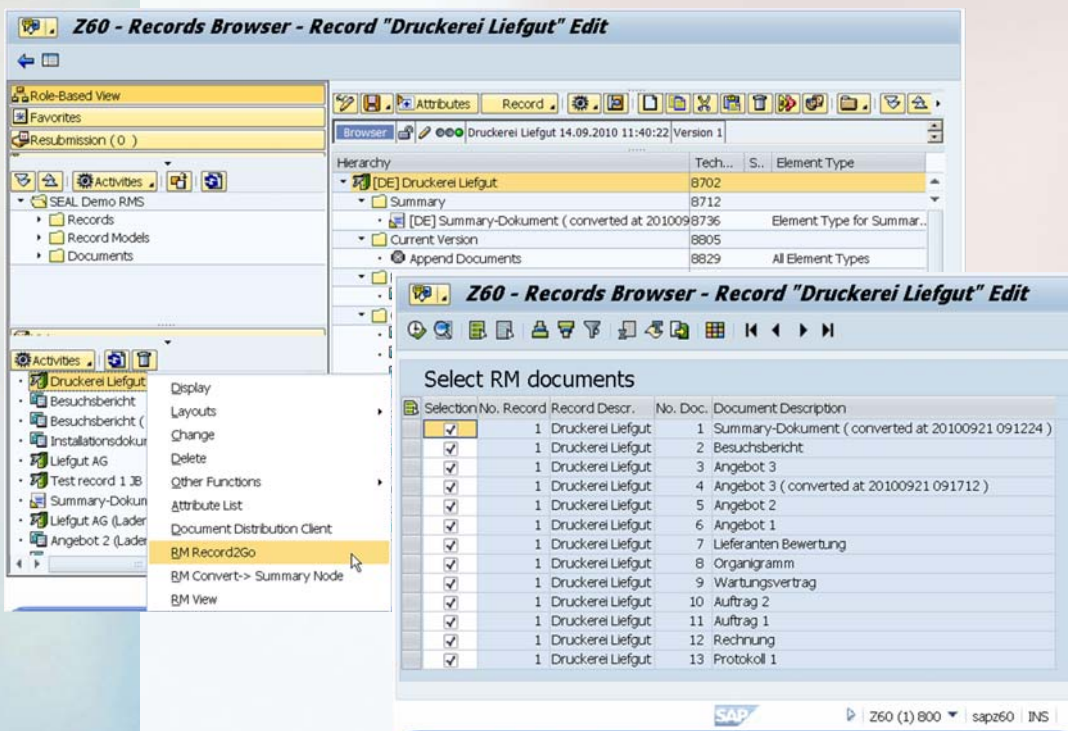 Z60 - Records Browser - Record "Druckerei Liefgut" Edit
Role-Based View
Favorites
Resubmission ( 0 )
Activities
SEAL Demo RMS
Records
Record Models
Documents
Attributes Record
Browser Druckerei Liefgut 14.09.2010 11:40:22 Version 1
Hierarchy Tech... S.. Element Type
[DE] Druckerei Liefgut 8702
Summary 8712
[DE] Summary-Dokument ( converted at 201009 8736 Element Type for Summar..
Current Version 8805
Append Documents 8829 All Element Types
Activities
Druckerei Liefgut
Besuchsbericht
Besuchsbericht (
Installationsdokur
Liefgut AG
Test record 1 JB
Summary-Dokun
Liefgut AG (Lader
Angebot 2 (Lader
Display
Layouts
Change
Delete
Other Functions
Attribute List
Document Distribution Client
RM Record2Go
RM Convert-> Summary Node
RM View
Z60 - Records Browser - Record "Druckerei Liefgut" Edit
Select RM documents
Selection No. Record Record Descr. No. Doc. Document Description
1 Druckerei Liefgut 1 Summary-Dokument ( converted at 20100921 091224 )
1 Druckerei Liefgut 2 Besuchsbericht
1 Druckerei Liefgut 3 Angebot 3
1 Druckerei Liefgut 4 Angebot 3 ( converted at 20100921 091712 )
1 Druckerei Liefgut 5 Angebot 2
1 Druckerei Liefgut 6 Angebot 1
1 Druckerei Liefgut 7 Lieferanten Bewertung
1 Druckerei Liefgut 8 Organigramm
1 Druckerei Liefgut 9 Wartungsvertrag
1 Druckerei Liefgut 10 Auftrag 2
1 Druckerei Liefgut 11 Auftrag 1
1 Druckerei Liefgut 12 Rechnung
1 Druckerei Liefgut 13 Protokoll 1
SAP Z60 (1) 800 sapz60 INS